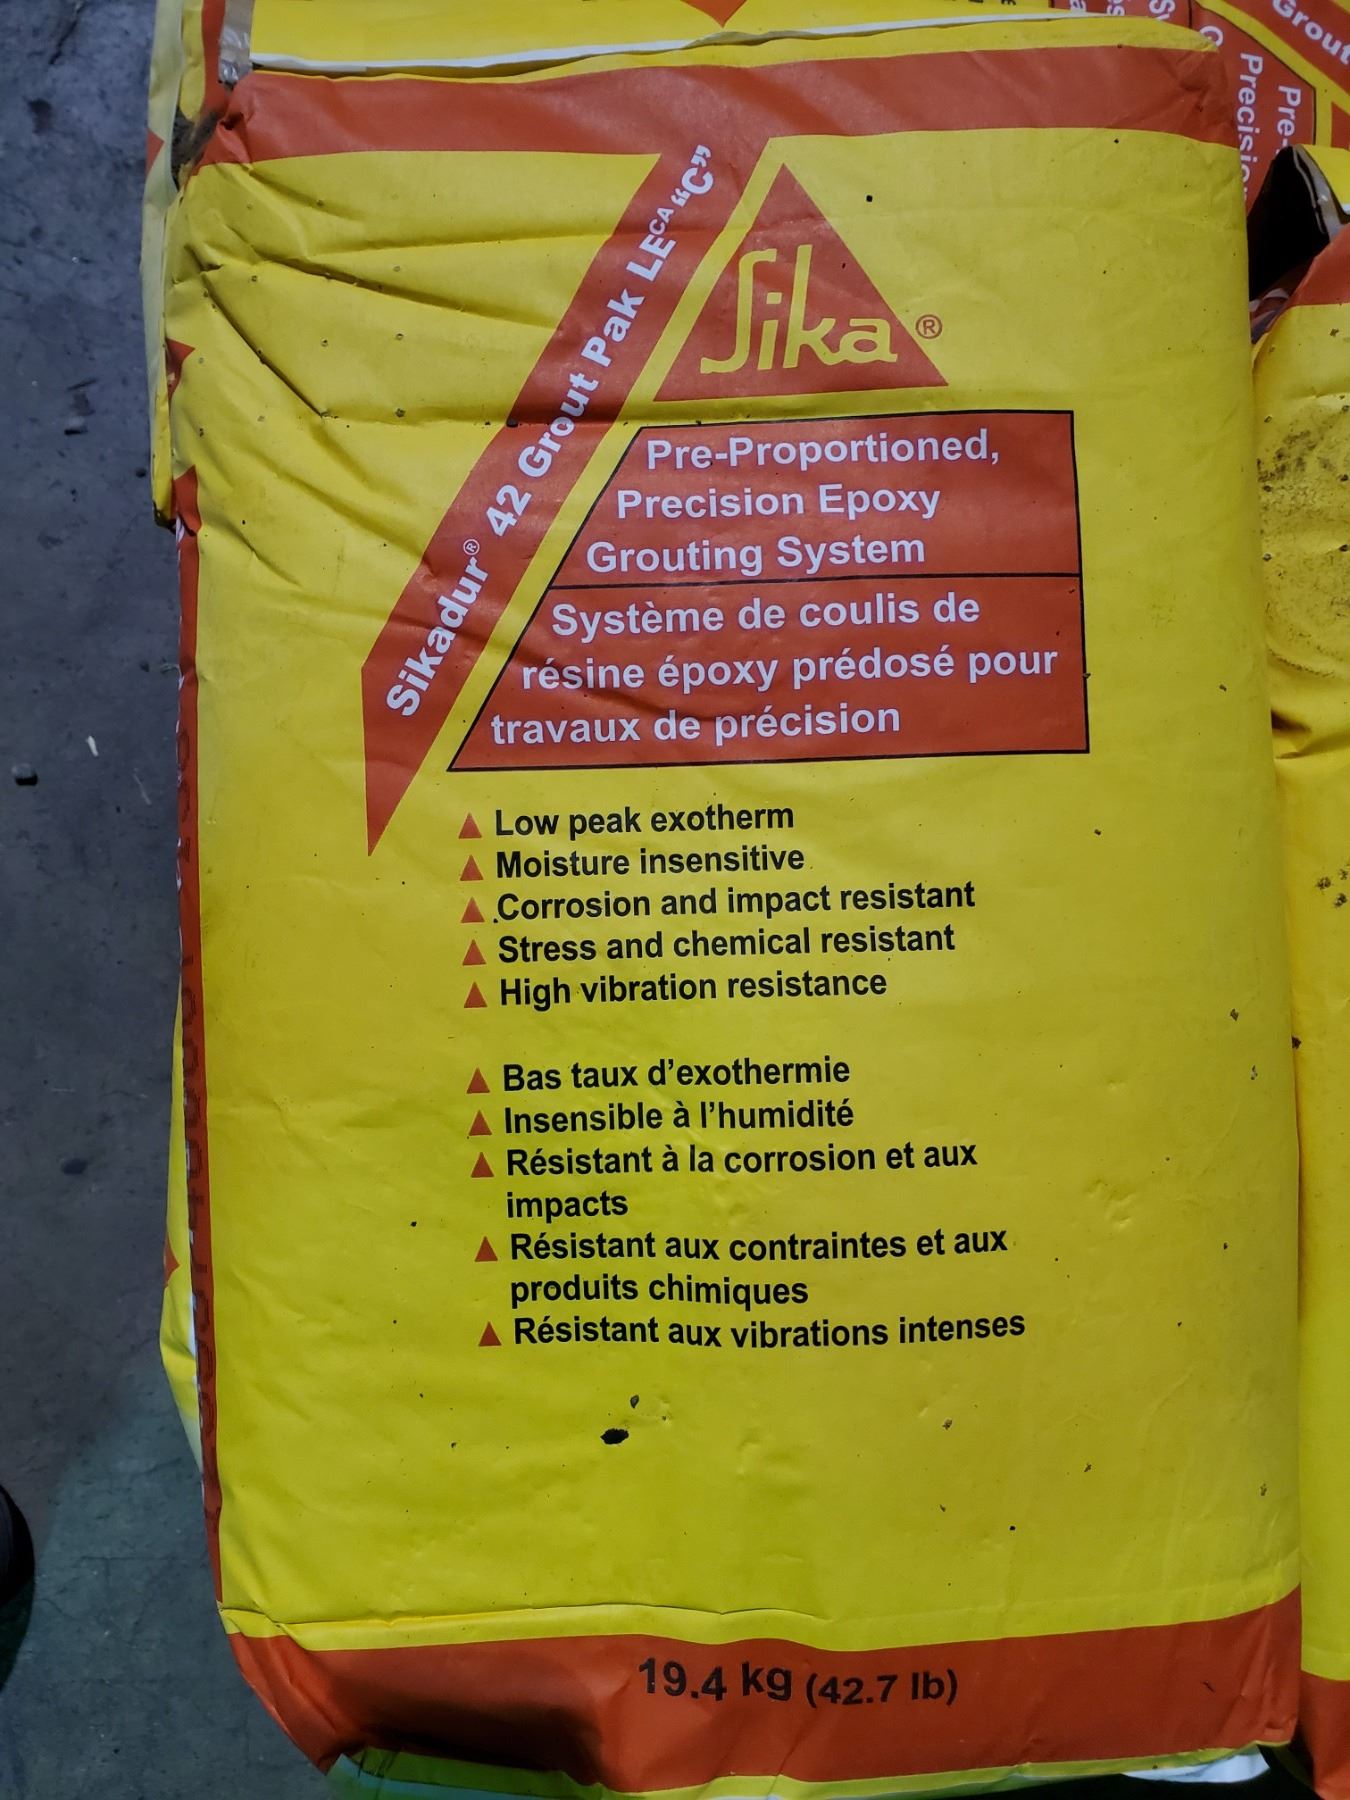 Sikadur® 42 Grout Pak LE CA "C"
Sika®
Pre-Proportioned,
Precision Epoxy
Grouting System
Système de coulis de
résine époxy prédosé pour
travaux de précision
Low peak exotherm
Moisture insensitive
Corrosion and impact resistant
Stress and chemical resistant
High vibration resistance
Bas taux d'exothermie
Insensible à l'humidité
Résistant à la corrosion et aux
impacts
Résistant aux contraintes et aux
produits chimiques
Résistant aux vibrations intenses
19.4 kg (42.7 lb)
Grout
Pre-